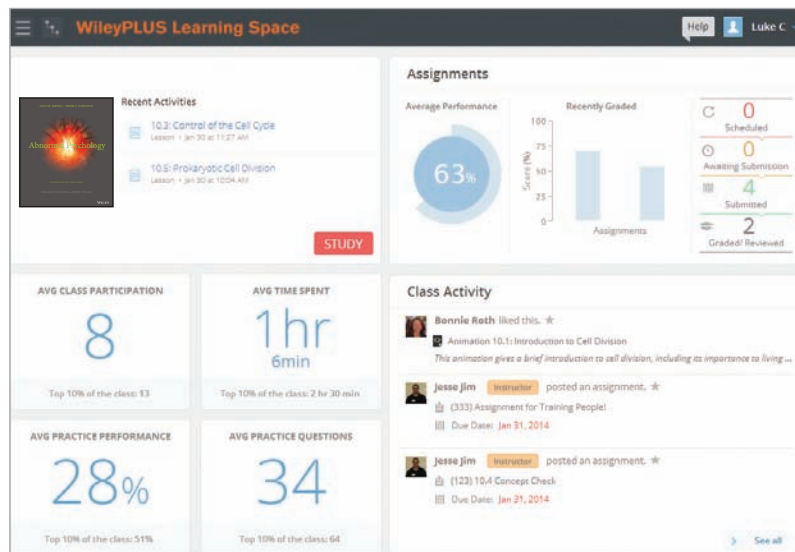 WileyPLUS Learning Space
Help
Luke C
Recent Activities
10.3: Control of the Cell Cycle
Lesson • Jan 30 at 11:27 AM
10.5: Prokaryotic Cell Division
Lesson • Jan 30 at 10:04 AM
Abnormal Psychology
WILEY
STUDY
Assignments
Average Performance
63%
Recently Graded
Score (%)
100
75
50
25
0
Assignments
0
Scheduled
0
Awaiting Submission
4
Submitted
2
Graded/ Reviewed
AVG CLASS PARTICIPATION
8
Top 10% of the class: 13
AVG TIME SPENT
1hr
6min
Top 10% of the class: 2 hr 30 min
AVG PRACTICE PERFORMANCE
28%
Top 10% of the class: 51%
AVG PRACTICE QUESTIONS
34
Top 10% of the class: 64
Class Activity
Bonnie Roth liked this.
Animation 10.1: Introduction to Cell Division
This animation gives a brief introduction to cell division, including its importance to living ...
Jesse Jim Instructor posted an assignment.
(333) Assignment for Training People!
Due Date: Jan 31, 2014
Jesse Jim Instructor posted an assignment.
(123) 10.4 Concept Check
Due Date: Jan 31, 2014
See all